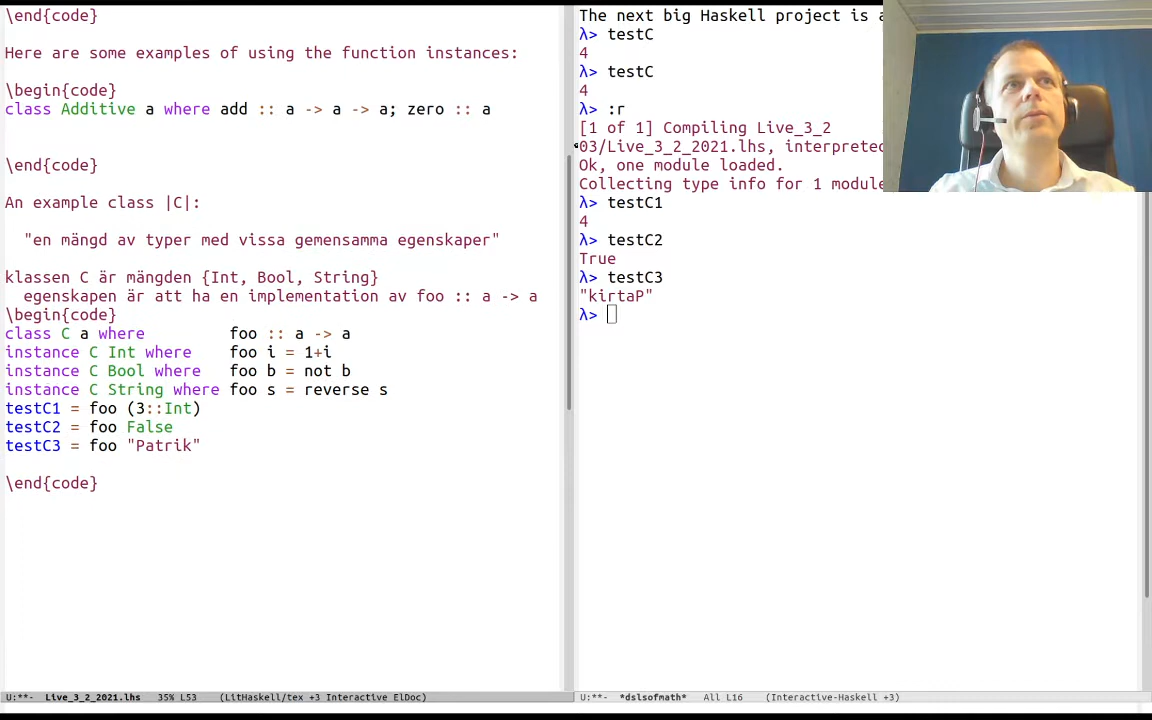 \end{code}
Here are some examples of using the function instances:
\begin{code}
class Additive a where add :: a -> a -> a; zero :: a
\end{code}
An example class |C|:
"en mängd av typer med vissa gemensamma egenskaper"
klassen C är mängden {Int, Bool, String}
egenskapen är att ha en implementation av foo :: a -> a
\begin{code}
class C a where foo :: a -> a
instance C Int where foo i = 1+i
instance C Bool where foo b = not b
instance C String where foo s = reverse s
testC1 = foo (3::Int)
testC2 = foo False
testC3 = foo "Patrik"
\end{code}
U:**- Live_3_2_2021.lhs 35% L53 (LitHaskell/tex +3 Interactive ElDoc)
The next big Haskell project is a
λ> testC
4
λ> testC
4
λ> :r
[1 of 1] Compiling Live_3_2
03/Live_3_2_2021.lhs, interpreted
Ok, one module loaded.
Collecting type info for 1 module
λ> testC1
4
λ> testC2
True
λ> testC3
"kirtaP"
λ>
U:**- *dslsofmath* All L16 (Interactive-Haskell +3)